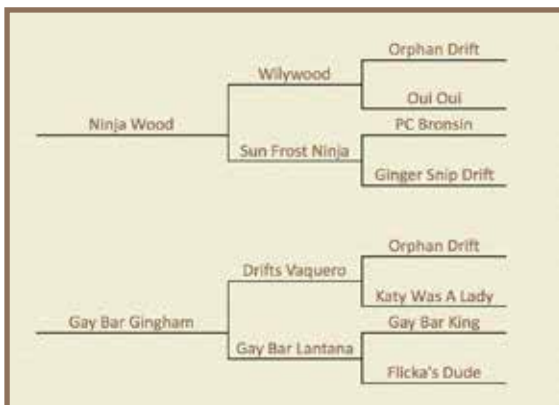 Orphan Drift
Wilywood
Oui Oui
Ninja Wood
PC Bronsin
Sun Frost Ninja
Ginger Snip Drift
Orphan Drift
Drifts Vaquero
Katy Was A Lady
Gay Bar Gingham
Gay Bar King
Gay Bar Lantana
Flicka's Dude